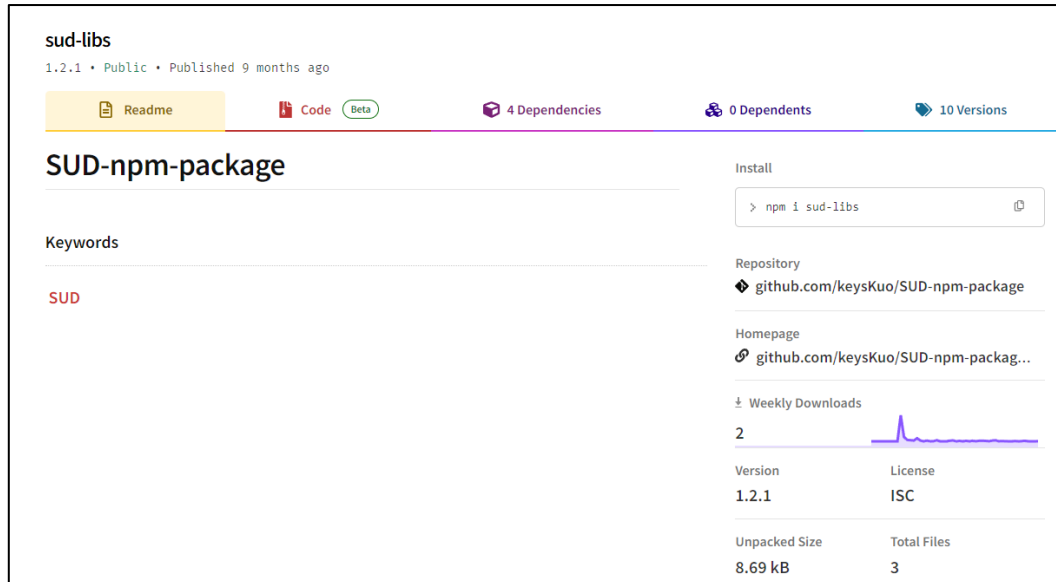 sud-libs
1.2.1 • Public • Published 9 months ago
Readme
Code Beta
4 Dependencies
0 Dependents
10 Versions
SUD-npm-package
Keywords
SUD
Install
> npm i sud-libs
Repository
github.com/keysKuo/SUD-npm-package
Homepage
github.com/keysKuo/SUD-npm-packag...
Weekly Downloads
2
Version
License
1.2.1
ISC
Unpacked Size
Total Files
8.69 kB
3